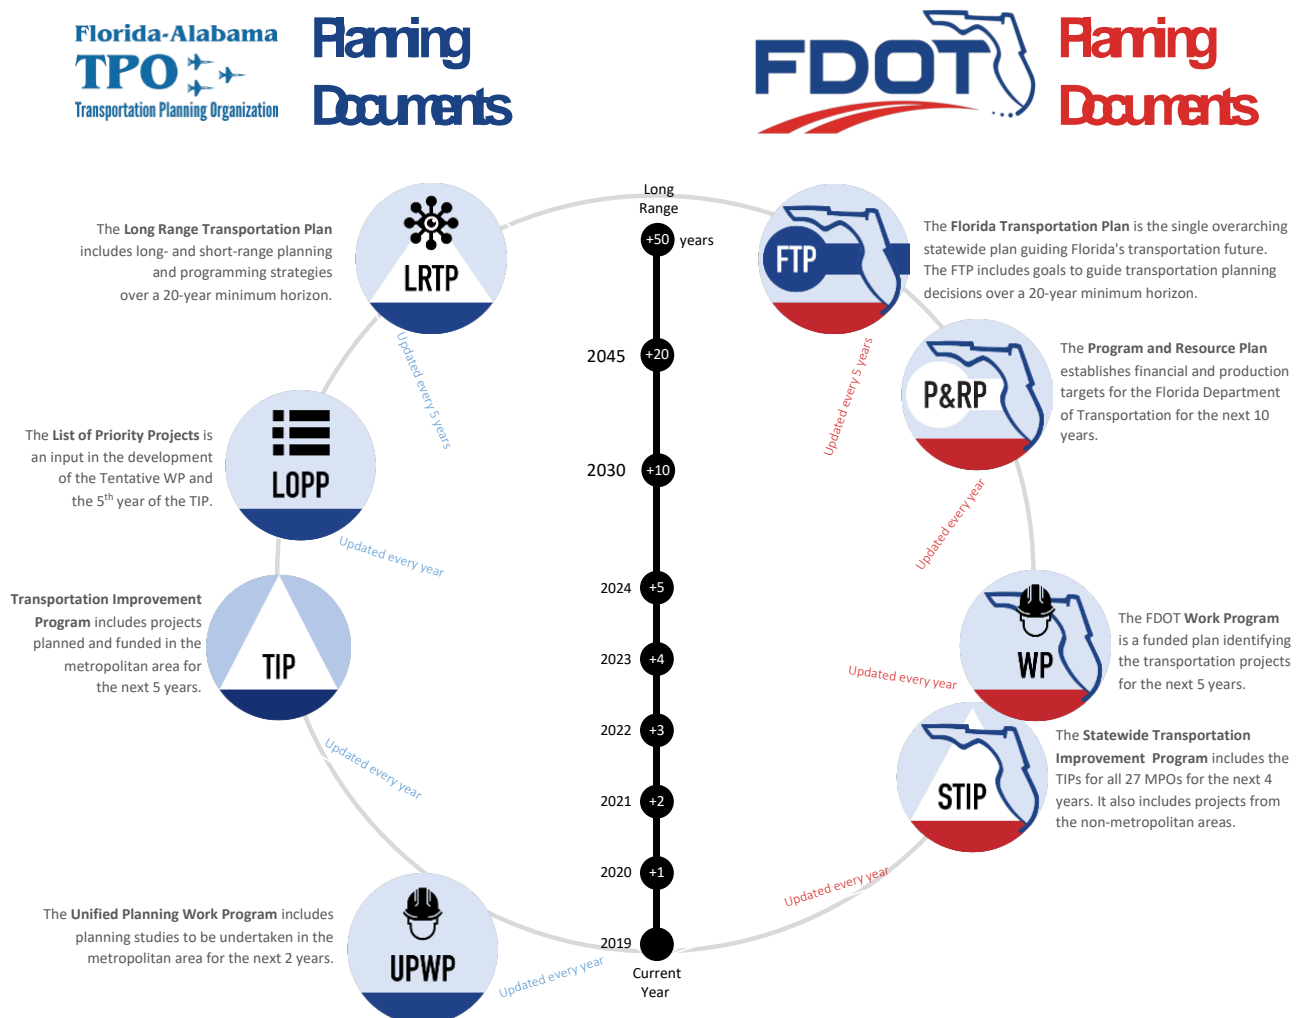 Florida-Alabama
TPO
Transportation Planning Organization
Planning
Documents
FDOT
Planning
Documents
The Long Range Transportation Plan
includes long- and short-range planning
and programming strategies
over a 20-year minimum horizon.
LRTP
Updated every 5 years
The List of Priority Projects is
an input in the development
of the Tentative WP and
the 5th year of the TIP.
LOPP
Updated every year
Transportation Improvement
Program includes projects
planned and funded in the
metropolitan area for
the next 5 years.
TIP
Updated every year
The Unified Planning Work Program includes
planning studies to be undertaken in the
metropolitan area for the next 2 years.
UPWP
Updated every year
Long
Range
+50 years
2045 +20
2030 +10
2024 +5
2023 +4
2022 +3
2021 +2
2020 +1
2019
Current
Year
FTP
The Florida Transportation Plan is the single overarching
statewide plan guiding Florida's transportation future.
The FTP includes goals to guide transportation planning
decisions over a 20-year minimum horizon.
Updated every 5 years
P&RP
The Program and Resource Plan
establishes financial and production
targets for the Florida Department
of Transportation for the next 10
years.
Updated every year
WP
The FDOT Work Program
is a funded plan identifying
the transportation projects
for the next 5 years.
Updated every year
STIP
The Statewide Transportation
Improvement Program includes the
TIPs for all 27 MPOs for the next 4
years. It also includes projects from
the non-metropolitan areas.
Updated every year